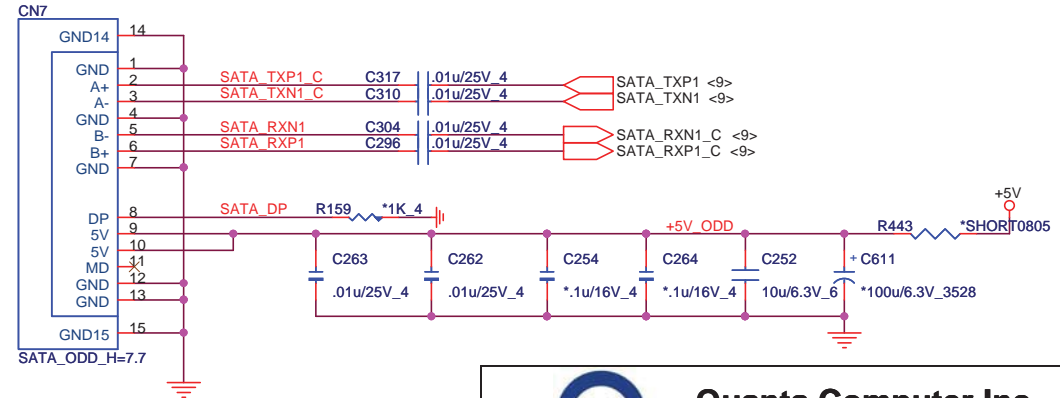 CN7
GND14 14
GND 1
A+ 2 SATA_TXP1_C C317 .01u/25V_4 SATA_TXP1 <9>
A- 3 SATA_TXN1_C C310 .01u/25V_4 SATA_TXN1 <9>
GND 4
B- 5 SATA_RXN1 C304 .01u/25V_4 SATA_RXN1_C <9>
B+ 6 SATA_RXP1 C296 .01u/25V_4 SATA_RXP1_C <9>
GND 7
+5V
DP 8 SATA_DP R159 *1K_4
5V 9 +5V_ODD R443 *SHORT0805
5V 10
MD 11
C263 C262 C254 C264 C252 + C611
GND 12
.01u/25V_4 .01u/25V_4 *.1u/16V_4 *.1u/16V_4 10u/6.3V_6 *100u/6.3V_3528
GND 13
GND15 15
SATA_ODD_H=7.7
Quanta Computer Inc